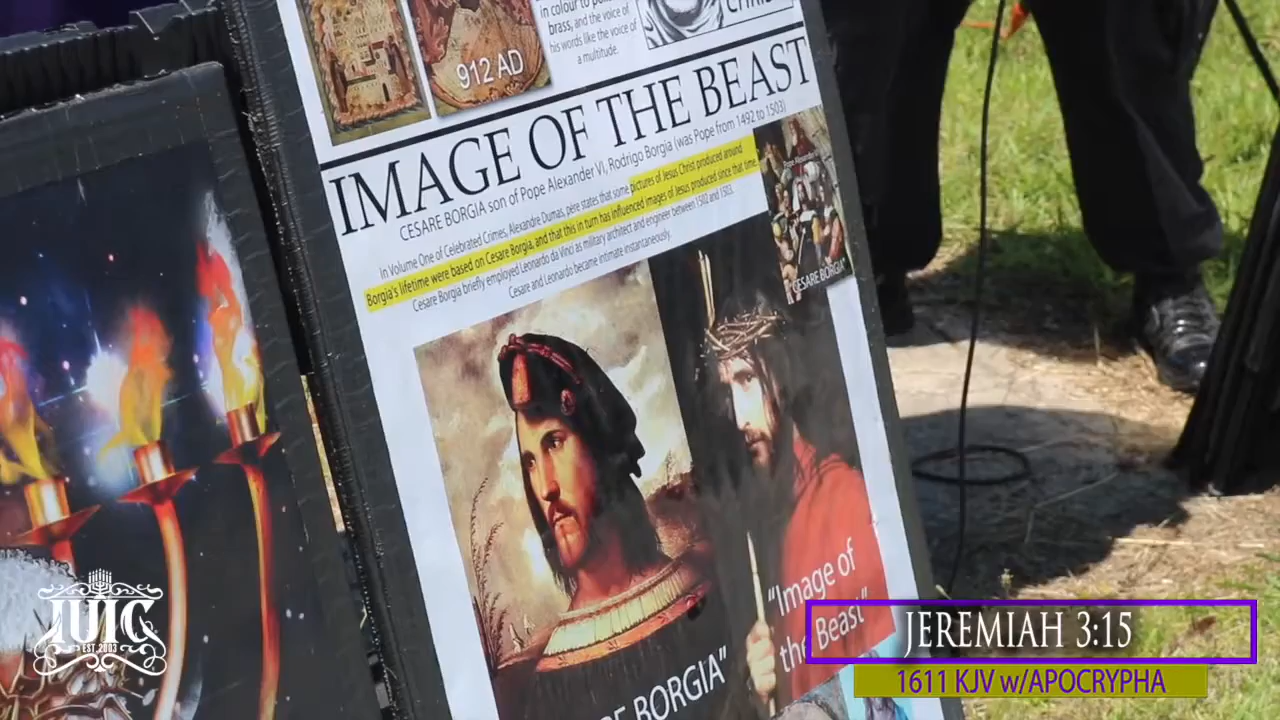 in colour to
brass, and the voice of
his words like the voice of
a multitude.
912 AD
IMAGE OF THE BEAST
CESARE BORGIA son of Pope Alexander VI, Rodrigo Borgia (was Pope from 1492 to 1503)
In Volume One of Celebrated Crimes, Alexandre Dumas, père states that some pictures of Jesus Christ produced around
Borgia's lifetime were based on Cesare Borgia, and that this in turn has influenced images of Jesus produced since that time.
Cesare Borgia briefly employed Leonardo da Vinci as military architect and engineer between 1502 and 1503.
Cesare and Leonardo became intimate instantaneously.
Pope Alexander
CESARE BORGIA"
"Image of
the Beast"
BORGIA"
IUIC
EST. 2003
JEREMIAH 3:15
1611 KJV w/APOCRYPHA